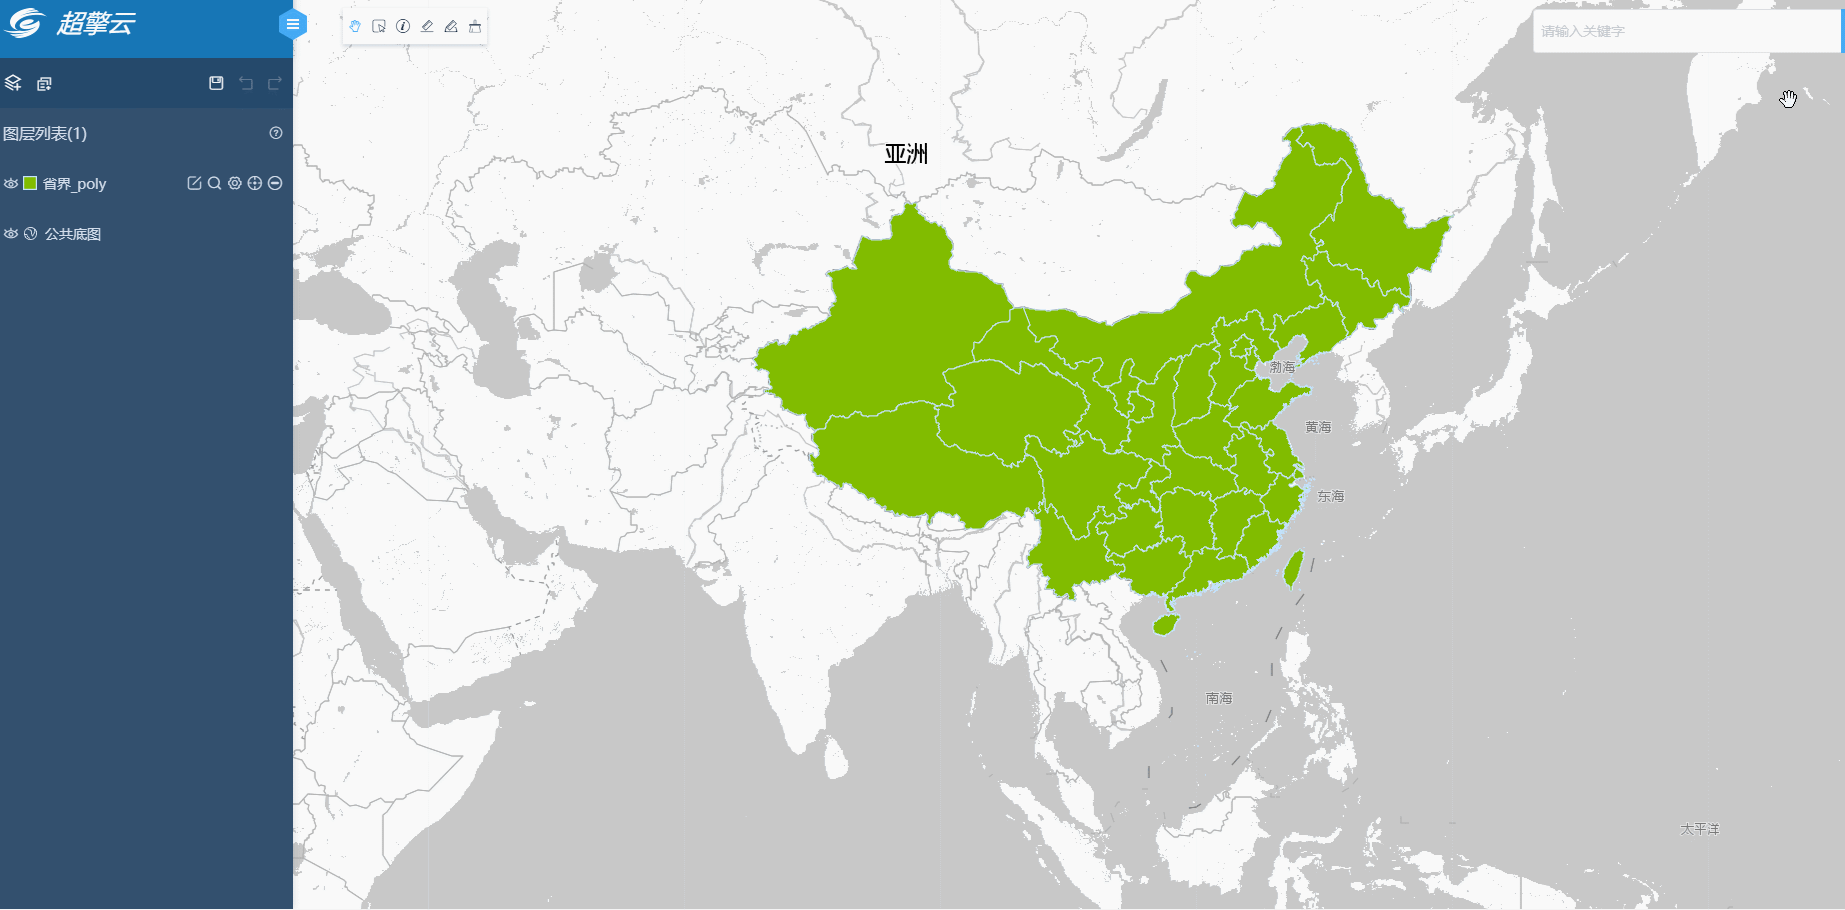 超擎云
请输入关键字
图层列表(1)
省界_poly
公共底图
亚洲
渤海
黄海
东海
南海
太平洋